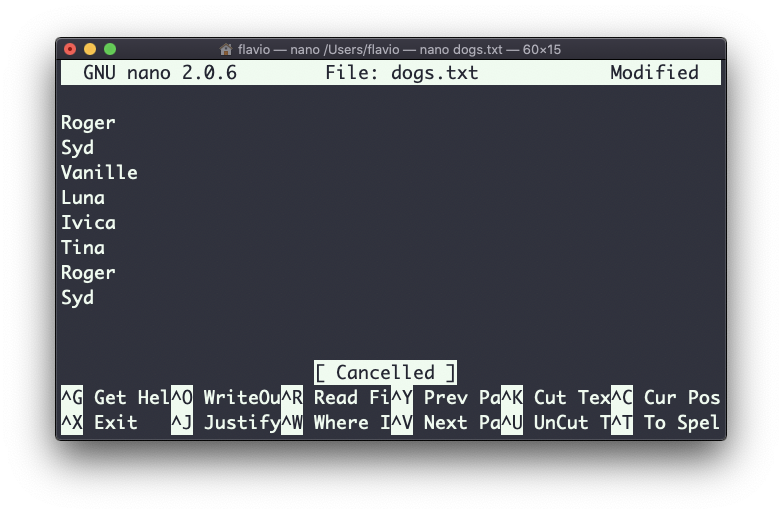 flavio — nano /Users/flavio — nano dogs.txt — 60×15
GNU nano 2.0.6 File: dogs.txt Modified
Roger
Syd
Vanille
Luna
Ivica
Tina
Roger
Syd
[ Cancelled ]
^G Get Hel^O WriteOu^R Read Fi^Y Prev Pa^K Cut Tex^C Cur Pos
^X Exit ^J Justify^W Where I^V Next Pa^U UnCut T^T To Spel